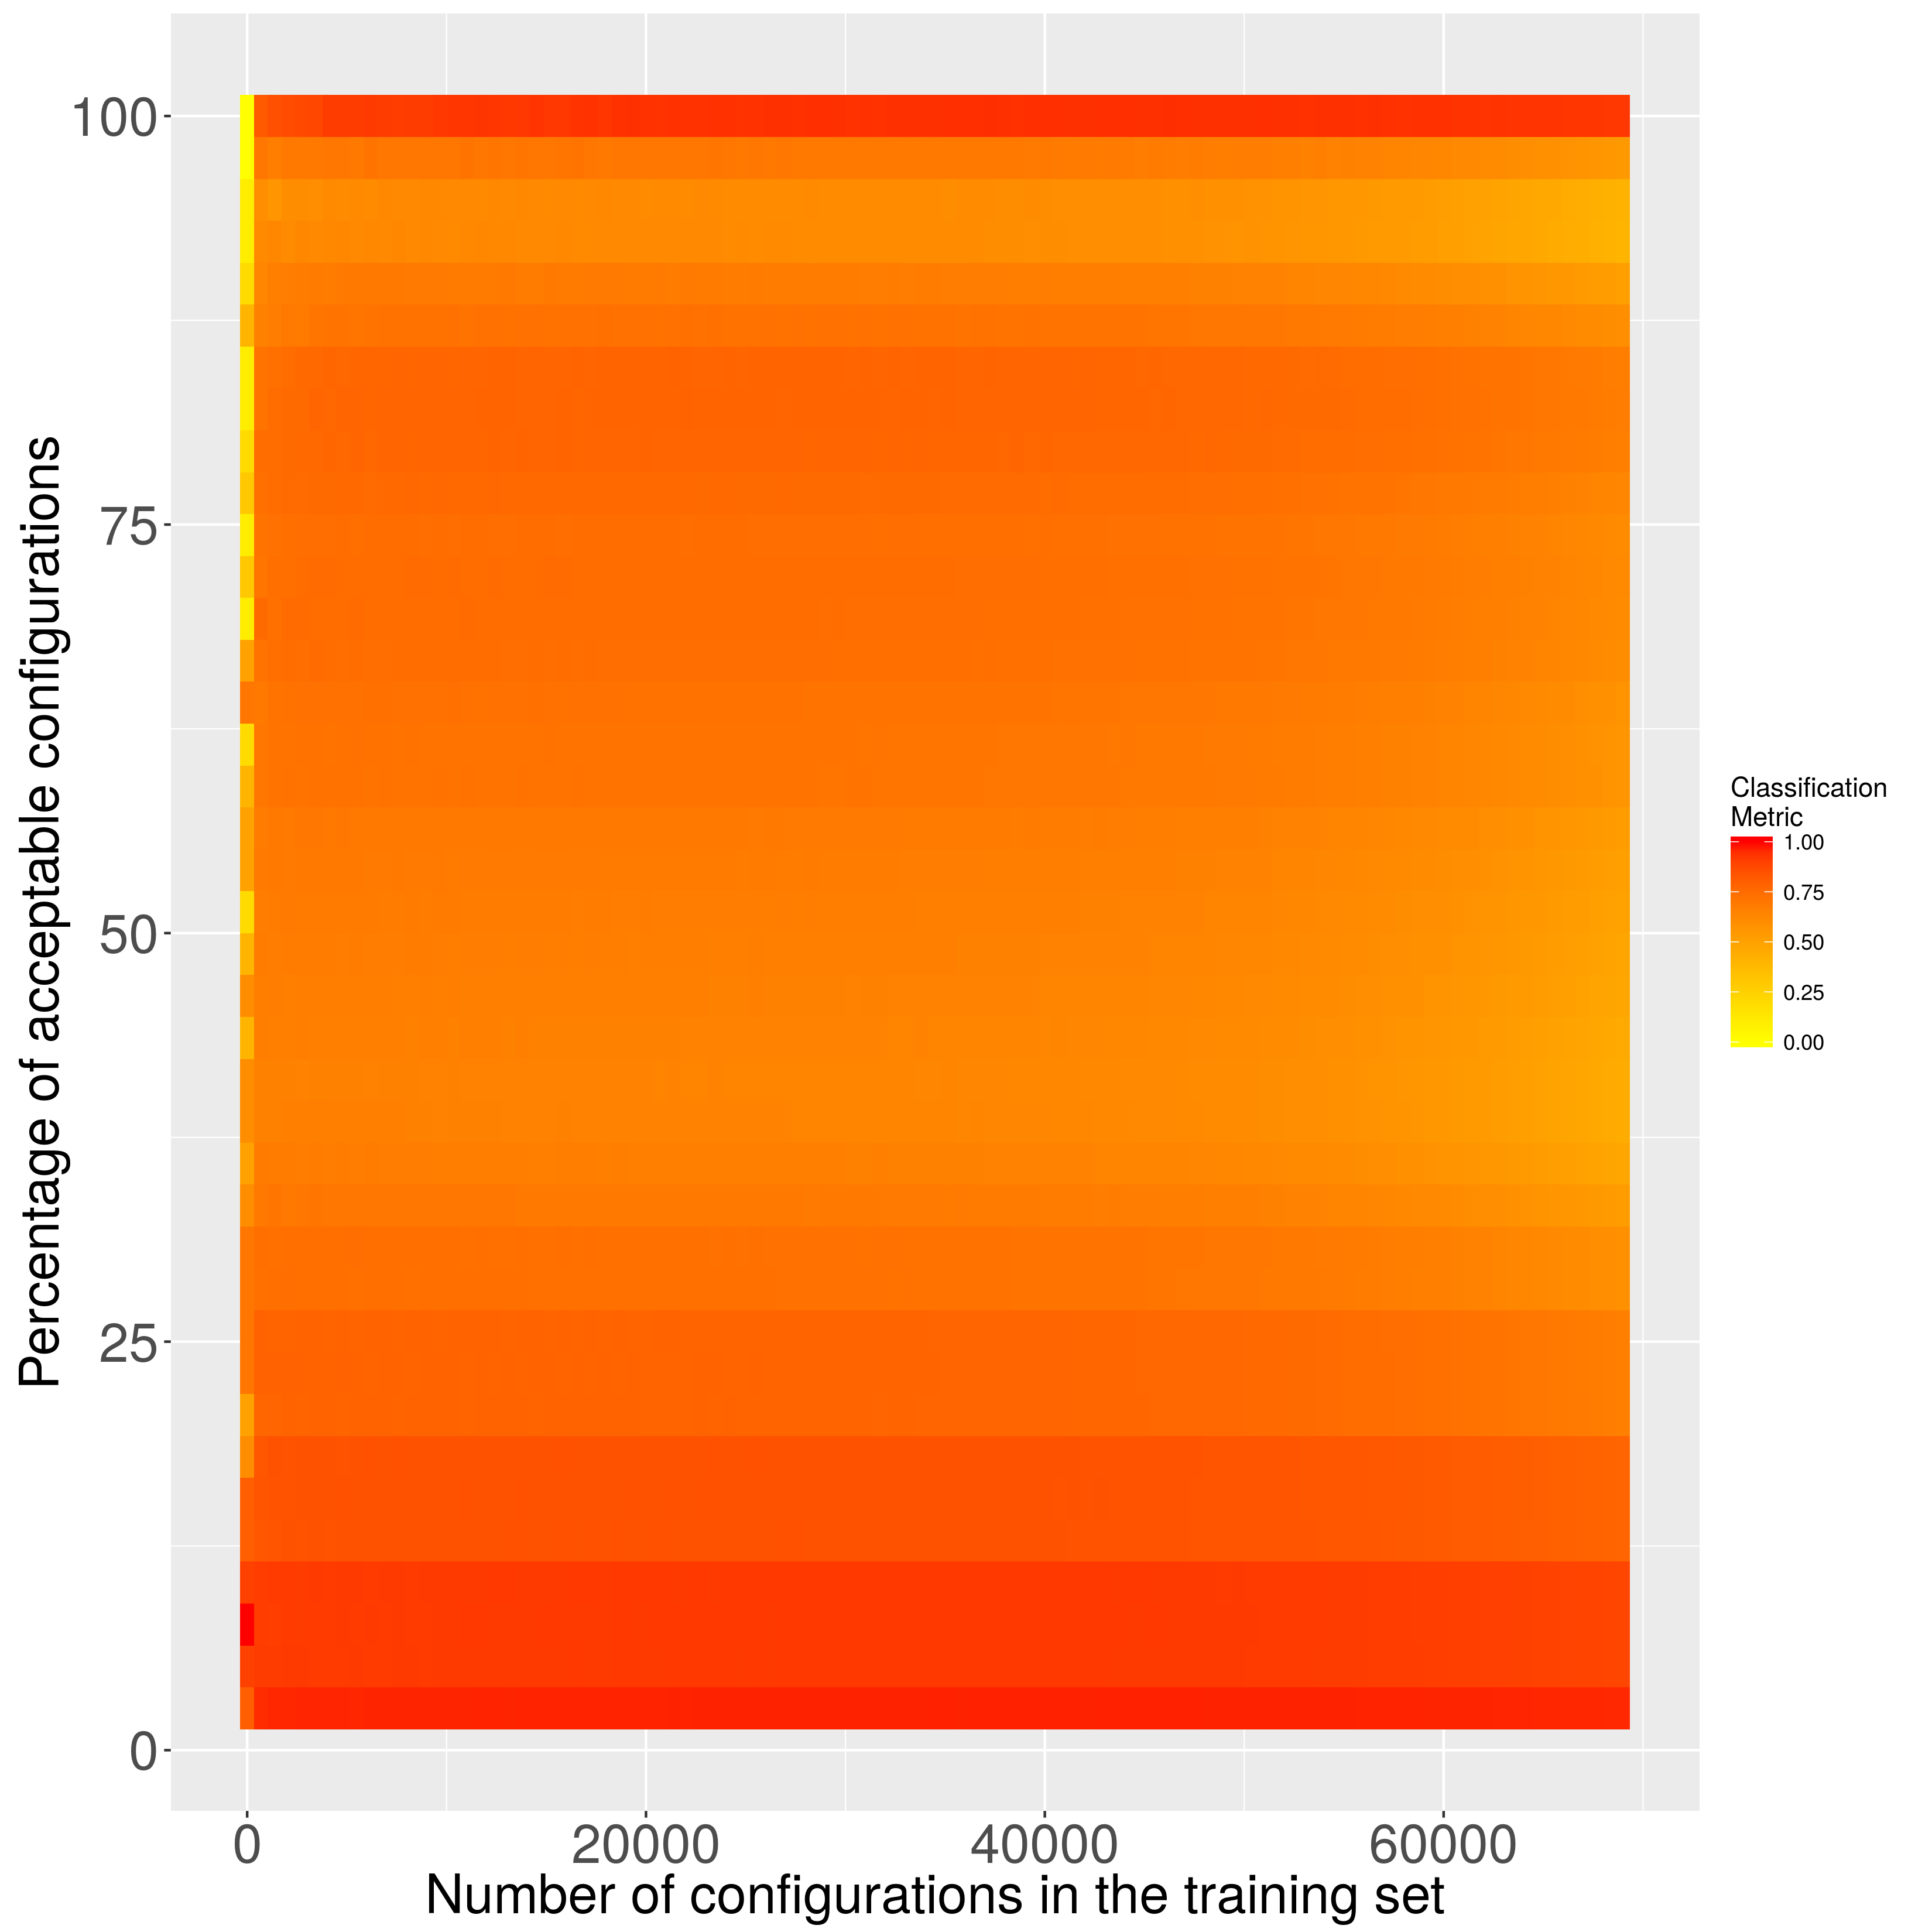 Percentage of acceptable configurations
100
75
50
25
0
0 20000 40000 60000
Number of configurations in the training set
Classification
Metric
1.00
0.75
0.50
0.25
0.00